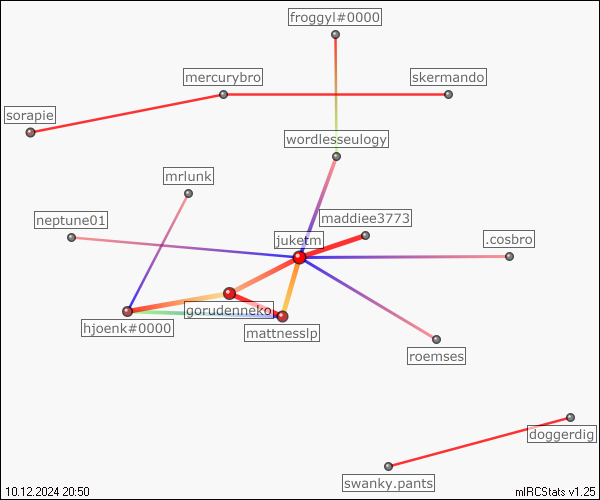 froggyl#0000
mercurybro
skermando
sorapie
wordlesseulogy
mrlunk
neptune01
maddiee3773
juketm
.cosbro
gorudenneko
hjoenk#0000
mattnesslp
roemses
doggerdig
swanky.pants
10.12.2024 20:50
mIRCStats v1.25